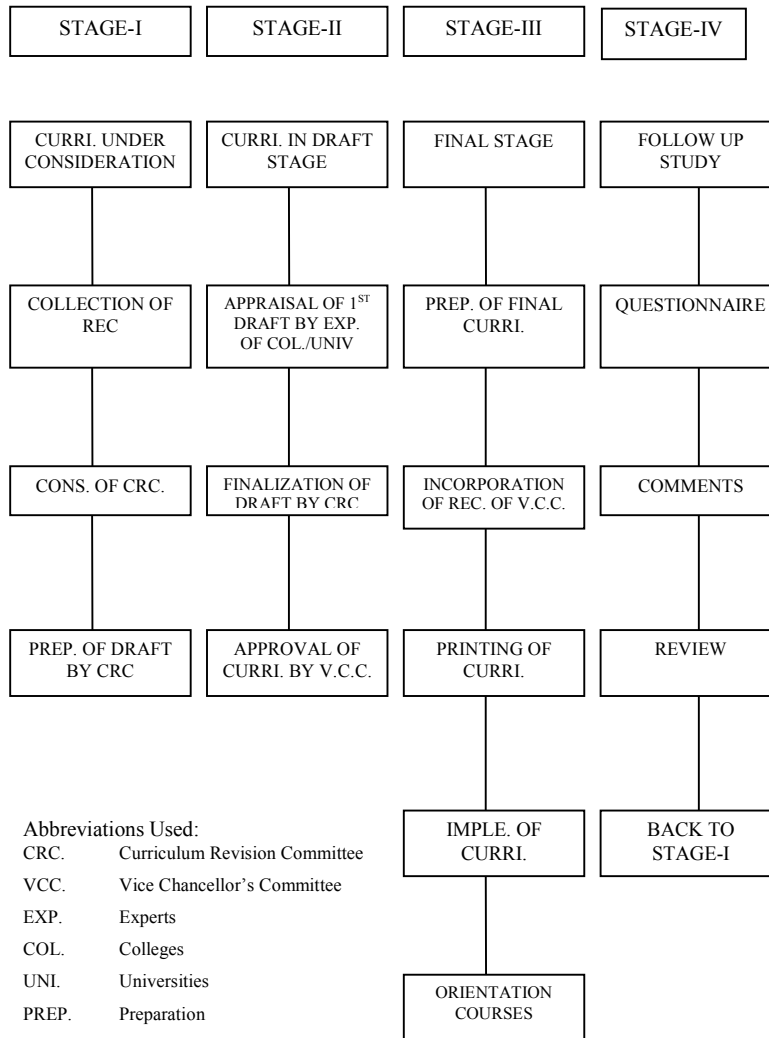 STAGE-I
STAGE-II
STAGE-III
STAGE-IV
CURRI. UNDER
CONSIDERATION
CURRI. IN DRAFT
STAGE
FINAL STAGE
FOLLOW UP
STUDY
COLLECTION OF
REC
APPRAISAL OF 1ST
DRAFT BY EXP.
OF COL./UNIV
PREP. OF FINAL
CURRI.
QUESTIONNAIRE
CONS. OF CRC.
FINALIZATION OF
DRAFT BY CRC
INCORPORATION
OF REC. OF V.C.C.
COMMENTS
PREP. OF DRAFT
BY CRC
APPROVAL OF
CURRI. BY V.C.C.
PRINTING OF
CURRI.
REVIEW
IMPLE. OF
CURRI.
BACK TO
STAGE-I
ORIENTATION
COURSES
Abbreviations Used:
CRC. Curriculum Revision Committee
VCC. Vice Chancellor’s Committee
EXP. Experts
COL. Colleges
UNI. Universities
PREP. Preparation